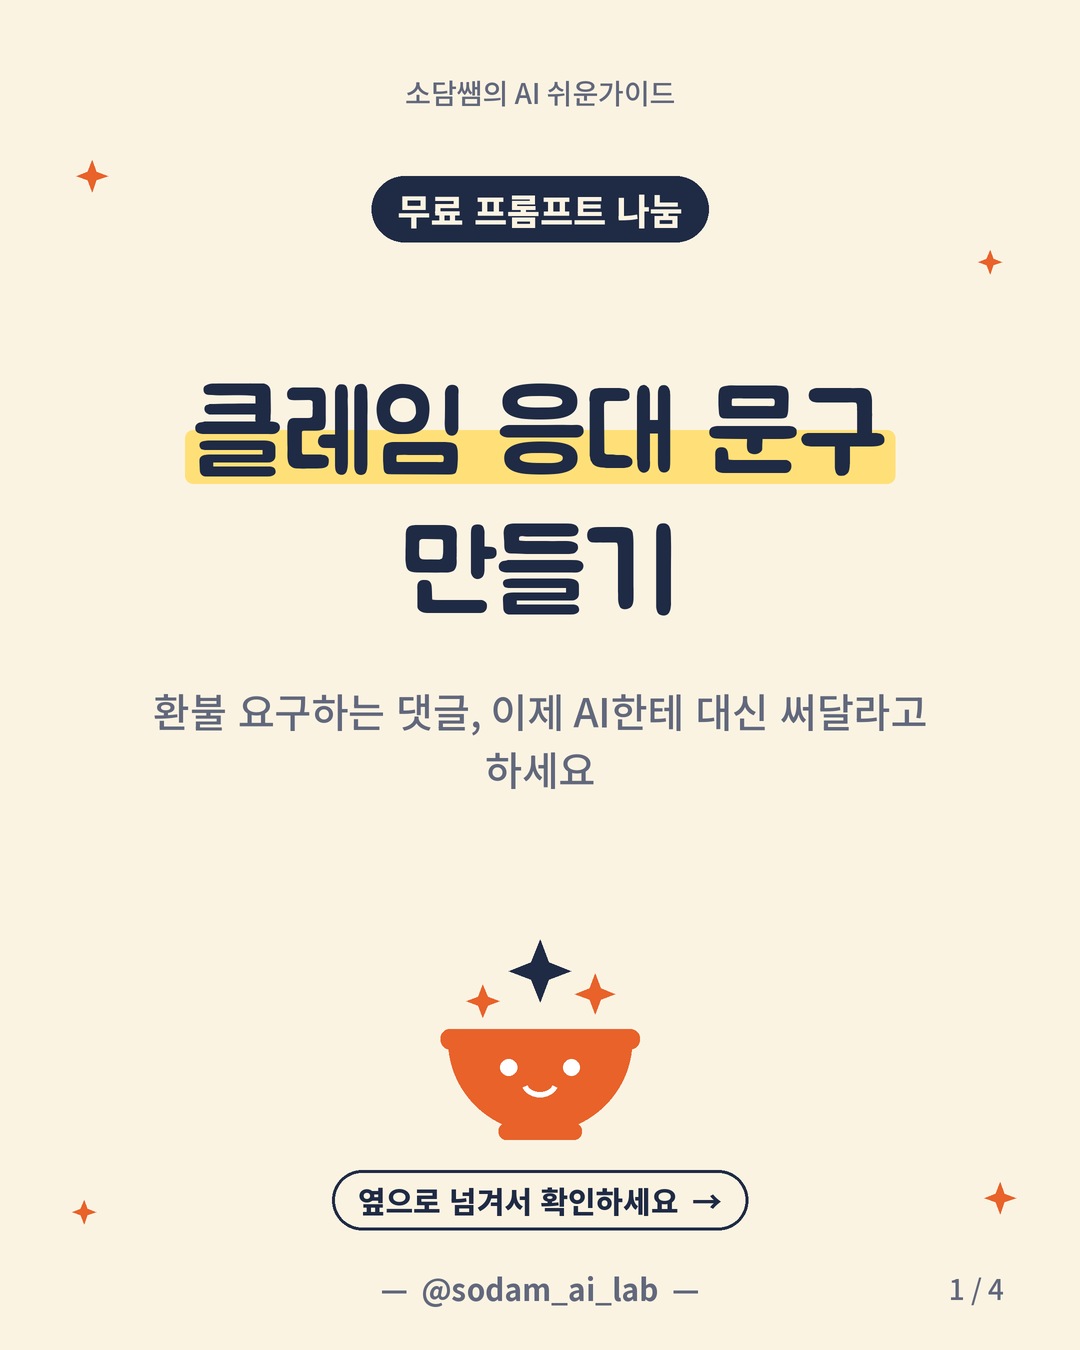 소담쌤의 AI 쉬운가이드
무료 프롬프트 나눔
클레임 응대 문구
만들기
환불 요구하는 댓글, 이제 AI한테 대신 써달라고
하세요
옆으로 넘겨서 확인하세요 →
— @sodam_ai_lab —
1 / 4